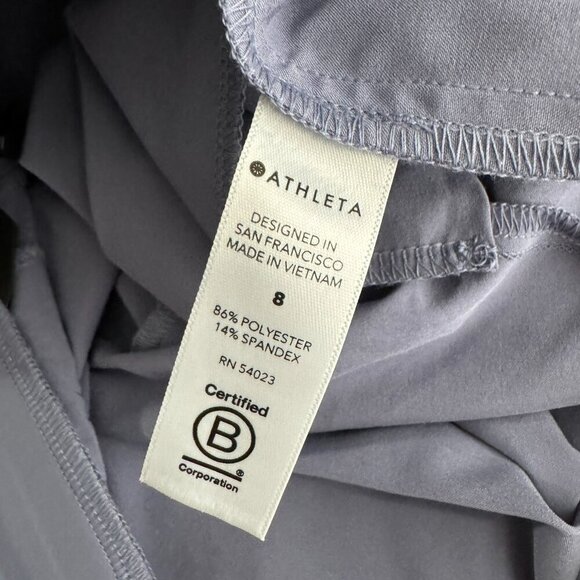 ATHLETA
DESIGNED IN
SAN FRANCISCO
MADE IN VIETNAM
8
86% POLYESTER
14% SPANDEX
RN 54023
Certified
B
®
Corporation